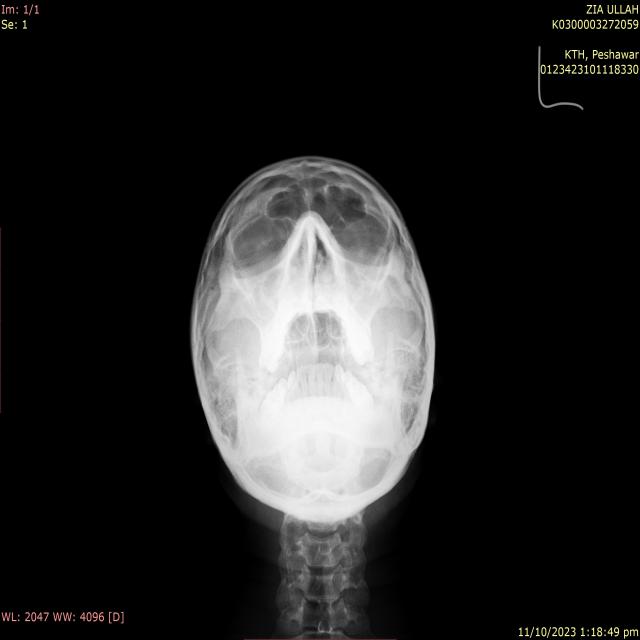 Im: 1/1
Se: 1
ZIA ULLAH
K0300003272059
KTH, Peshawar
0123423101118330
WL: 2047 WW: 4096 [D]
11/10/2023 1:18:49 pm